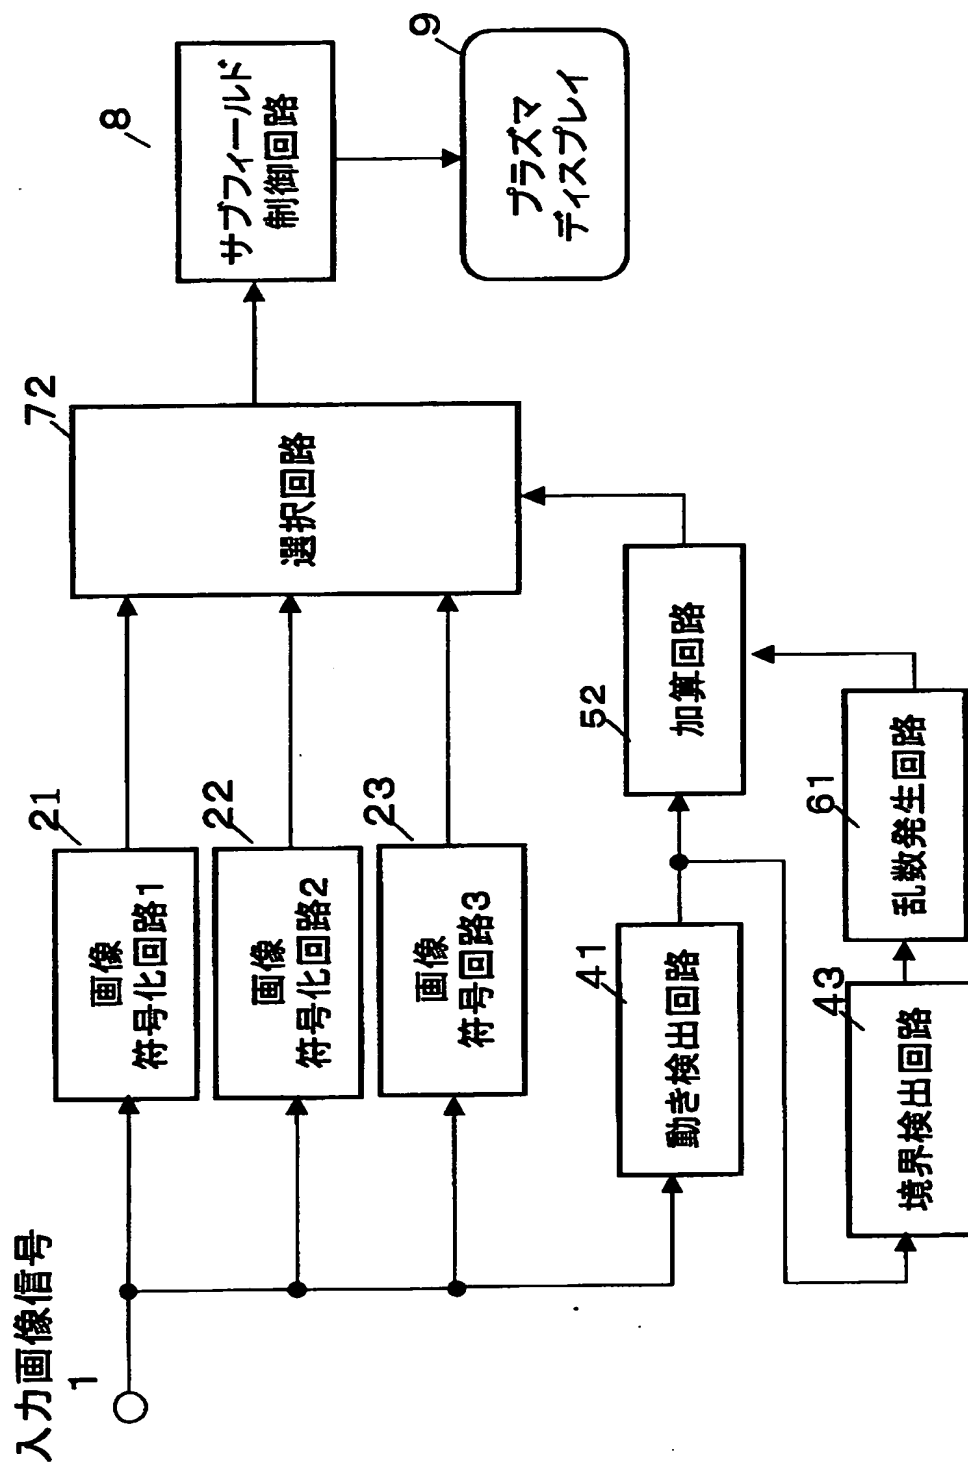 入力画像信号
1
21
画像
符号化回路1
22
画像
符号化回路2
23
画像
符号回路3
41
動き検出回路
43
境界検出回路
61
乱数発生回路
52
加算回路
72
選択回路
8
サブフィールド
制御回路
9
プラズマ
ディスプレイ